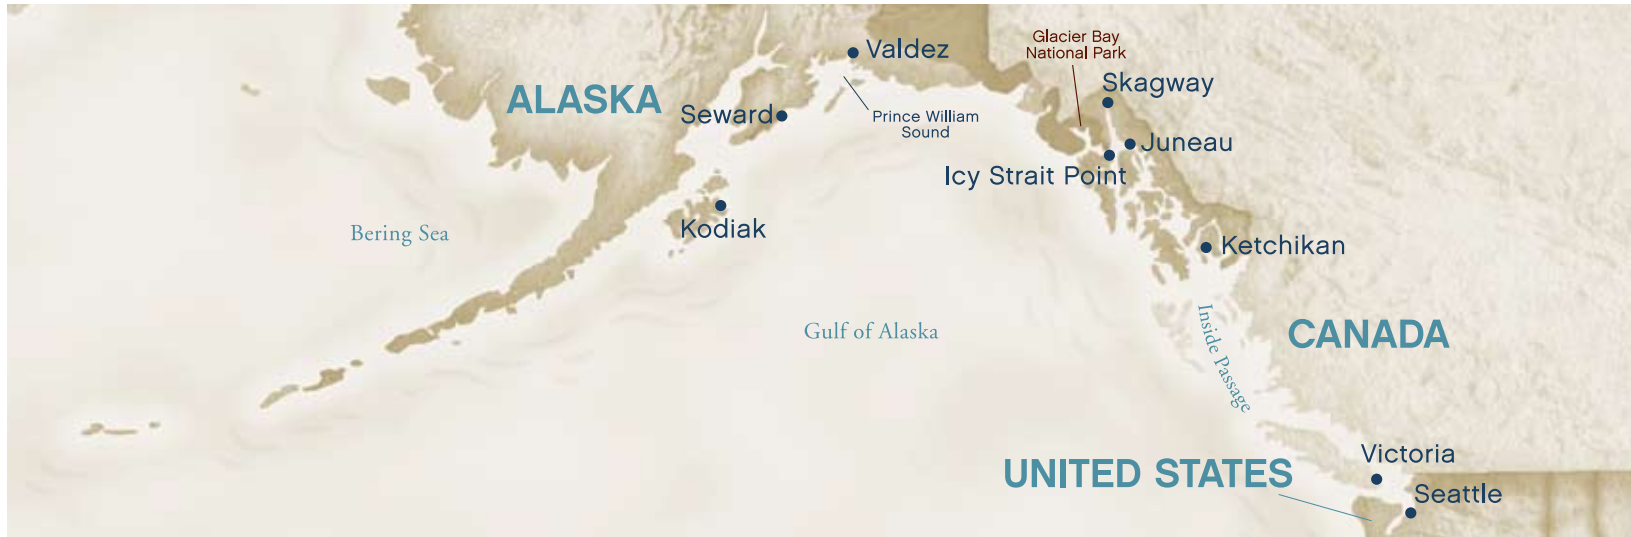 Glacier Bay
National Park
Valdez
Skagway
ALASKA
Seward
Prince William
Sound
Juneau
Icy Strait Point
Kodiak
Bering Sea
Ketchikan
Gulf of Alaska
Inside Passage
CANADA
Victoria
UNITED STATES
Seattle